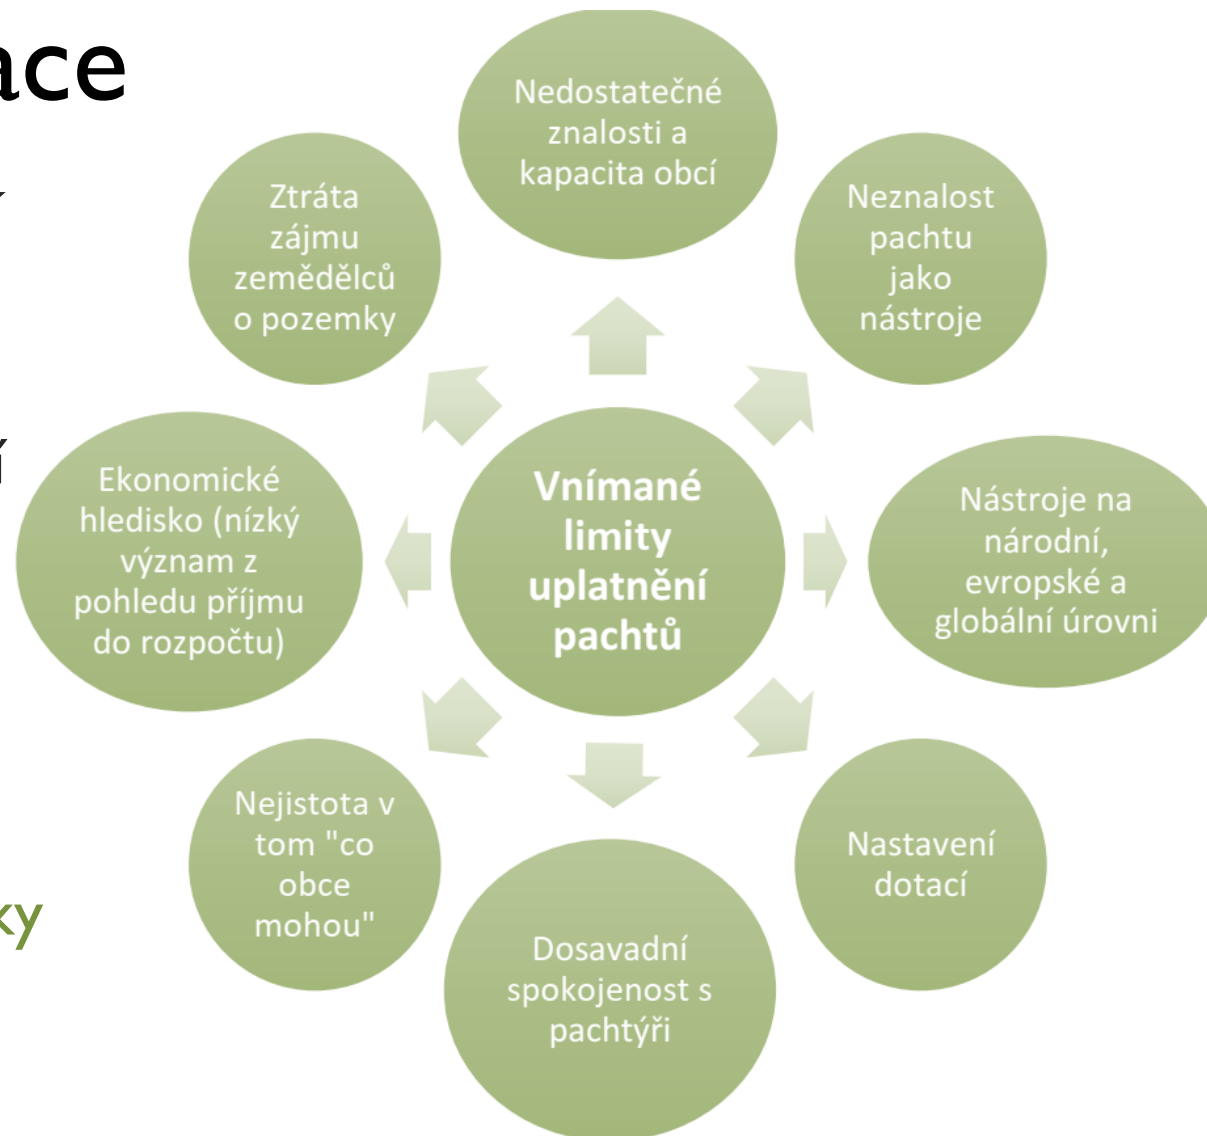 ace
í
ky
Nedostatečné
znalosti a
kapacita obcí
Neznalost
pachtu
jako
nástroje
Nástroje na
národní,
evropské a
globální úrovni
Nastavení
dotací
Dosavadní
spokojenost s
pachtýři
Nejistota v
tom "co
obce
mohou"
Ekonomické
hledisko (nízký
význam z
pohledu příjmu
do rozpočtu)
Ztráta
zájmu
zemědělců
o pozemky
Vnímané
limity
uplatnění
pachtů